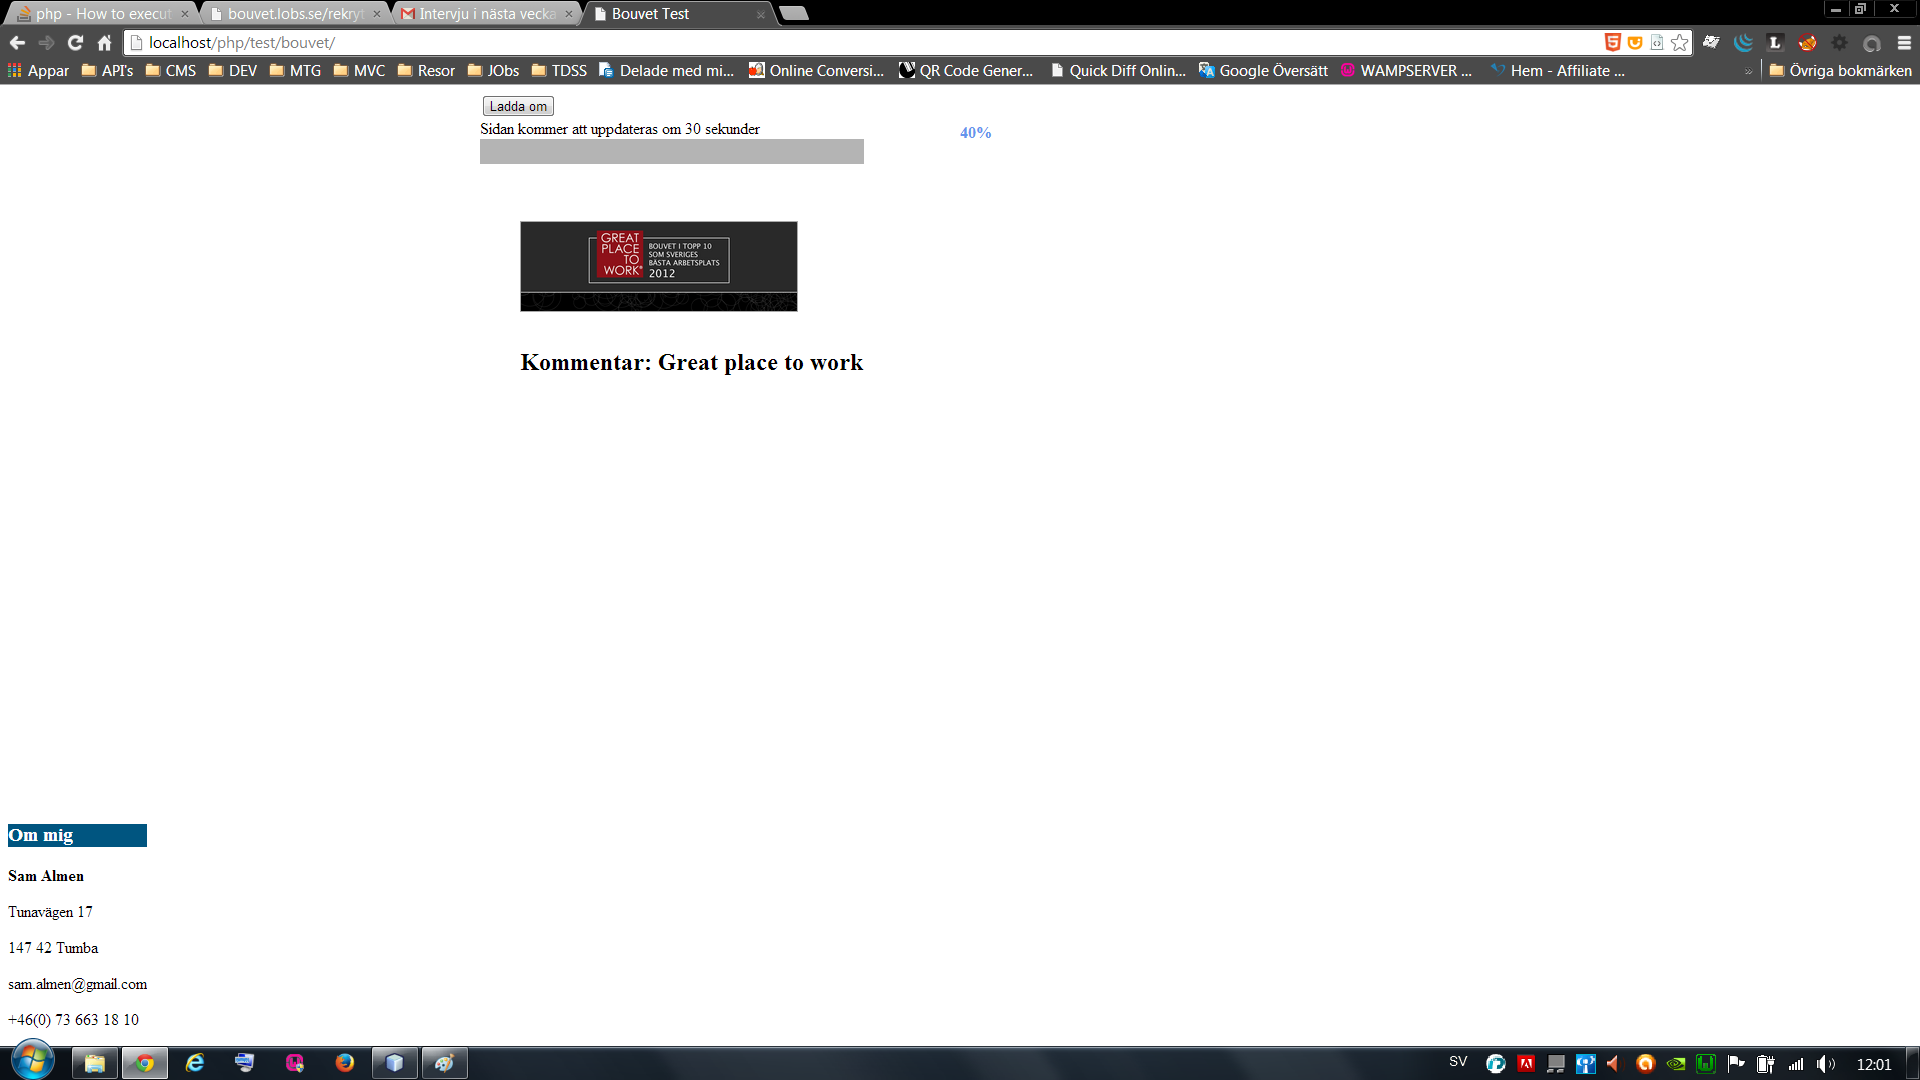 php - How to execut
bouvet.lobs.se/rekryt
Intervju i nästa vecka
Bouvet Test
localhost/php/test/bouvet/
Appar API's CMS DEV MTG MVC Resor JObs TDSS Delade med mi... Online Conversi... QR Code Gener... Quick Diff Onlin... Google Översätt WAMPSERVER ... Hem - Affiliate ... » Övriga bokmärken
Ladda om
Sidan kommer att uppdateras om 30 sekunder
40%
GREAT
PLACE
TO
WORK®
BOUVET I TOPP 10
SOM SVERIGES
BÄSTA ARBETSPLATS
2012
Kommentar: Great place to work
Om mig
Sam Almen
Tunavägen 17
147 42 Tumba
sam.almen@gmail.com
+46(0) 73 663 18 10
SV
12:01